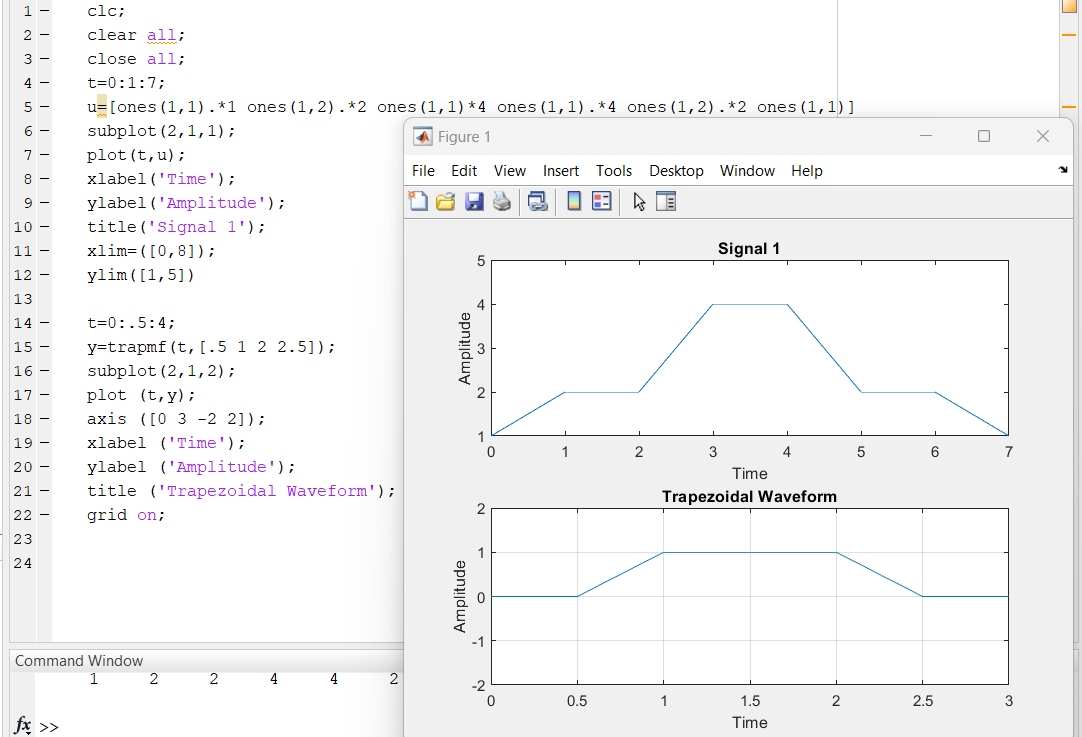 1 – clc;
2 – clear all;
3 – close all;
4 – t=0:1:7;
5 – u=[ones(1,1).*1 ones(1,2).*2 ones(1,1)*4 ones(1,1).*4 ones(1,2).*2 ones(1,1)]
6 – subplot(2,1,1);
7 – plot(t,u);
8 – xlabel('Time');
9 – ylabel('Amplitude');
10 – title('Signal 1');
11 – xlim=([0,8]);
12 – ylim([1,5])
13
14 – t=0:.5:4;
15 – y=trapmf(t,[.5 1 2 2.5]);
16 – subplot(2,1,2);
17 – plot (t,y);
18 – axis ([0 3 -2 2]);
19 – xlabel ('Time');
20 – ylabel ('Amplitude');
21 – title ('Trapezoidal Waveform');
22 – grid on;
23
24
Command Window
1 2 2 4 4 2
fx >>
Figure 1
File Edit View Insert Tools Desktop Window Help
Signal 1
5
4
3
2
1
Amplitude
0 1 2 3 4 5 6 7
Time
Trapezoidal Waveform
2
1
0
-1
-2
Amplitude
0 0.5 1 1.5 2 2.5 3
Time